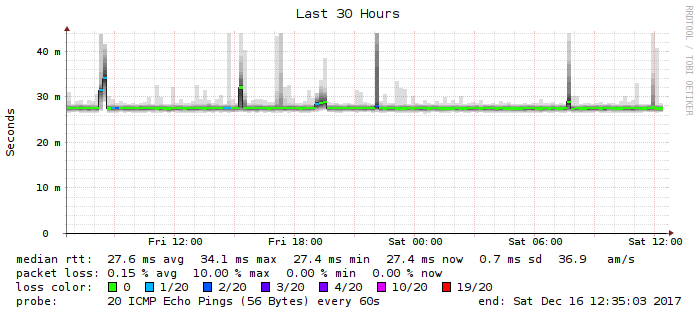 Last 30 Hours
RRDTOOL / TOBI OETIKER
Seconds
40 m
30 m
20 m
10 m
0
Fri 12:00 Fri 18:00 Sat 00:00 Sat 06:00 Sat 12:00
median rtt: 27.6 ms avg 34.1 ms max 27.4 ms min 27.4 ms now 0.7 ms sd 36.9 am/s
packet loss: 0.15 % avg 10.00 % max 0.00 % min 0.00 % now
loss color: 0 1/20 2/20 3/20 4/20 10/20 19/20
probe: 20 ICMP Echo Pings (56 Bytes) every 60s end: Sat Dec 16 12:35:03 2017